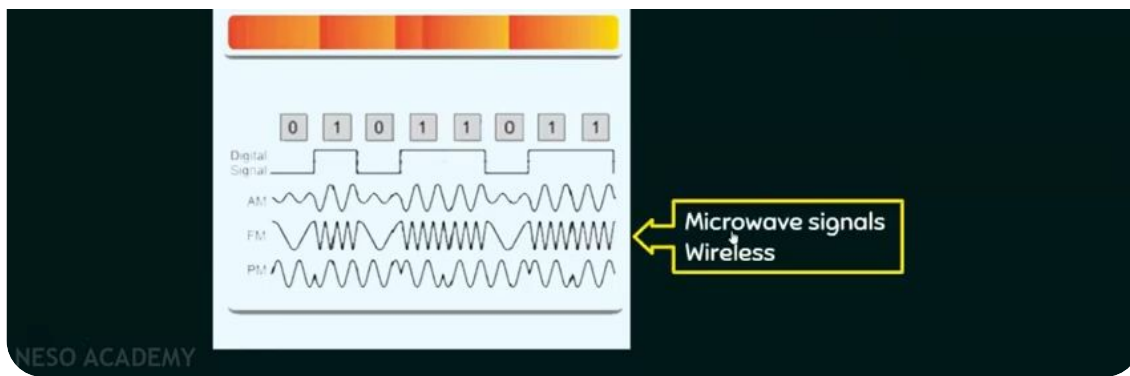 0 1 0 1 1 0 1 1
Digital
Signal
AM
FM
PM
Microwave signals
Wireless
NESO ACADEMY